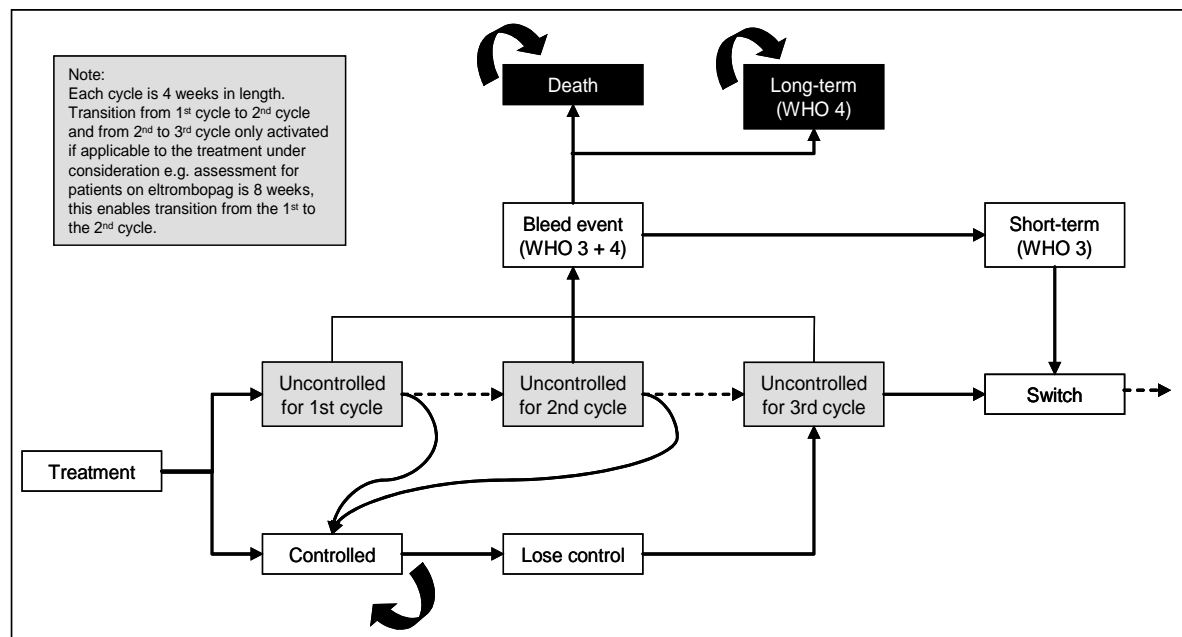 Note:
Each cycle is 4 weeks in length.
Transition from 1st cycle to 2nd cycle
and from 2nd to 3rd cycle only activated
if applicable to the treatment under
consideration e.g. assessment for
patients on eltrombopag is 8 weeks,
this enables transition from the 1st to
the 2nd cycle.
Death
Long-term
(WHO 4)
Bleed event
(WHO 3 + 4)
Short-term
(WHO 3)
Uncontrolled
for 1st cycle
Uncontrolled
for 2nd cycle
Uncontrolled
for 3rd cycle
Switch
Treatment
Controlled
Lose control